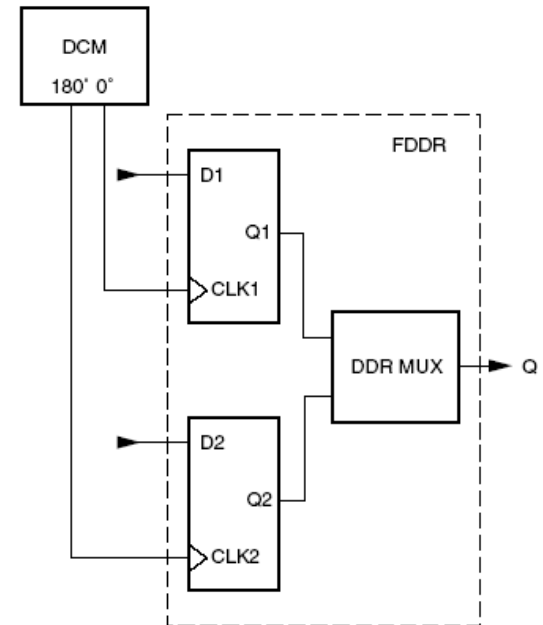 DCM
180˚ 0˚
FDDR
D1
Q1
CLK1
DDR MUX
Q
D2
Q2
CLK2